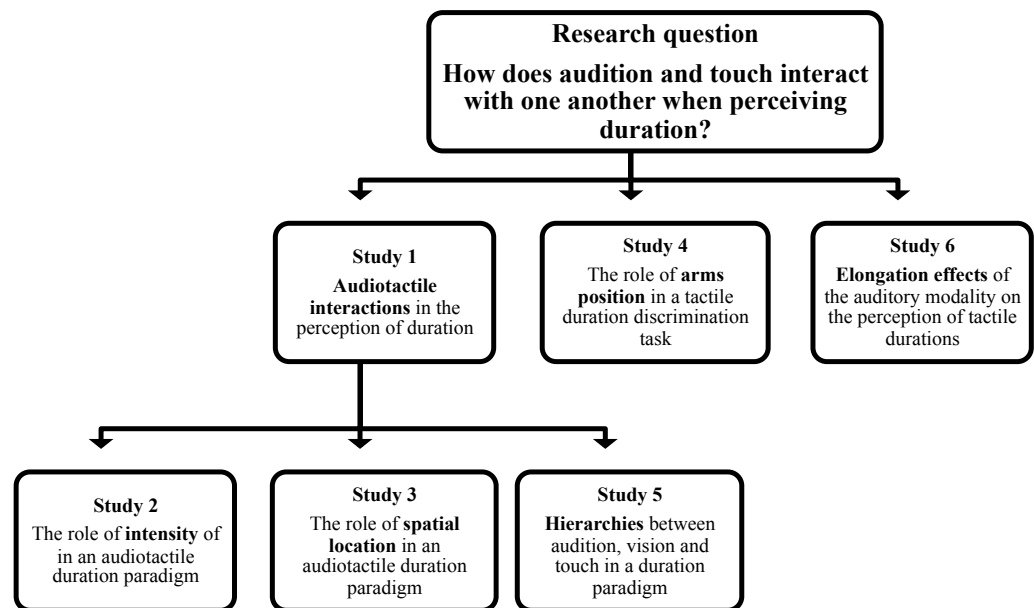 Research question
How does audition and touch interact
with one another when perceiving
duration?
Study 1
Audiotactile
interactions in the
perception of duration
Study 4
The role of arms
position in a tactile
duration discrimination
task
Study 6
Elongation effects of
the auditory modality on
the perception of tactile
durations
Study 2
The role of intensity of
in an audiotactile
duration paradigm
Study 3
The role of spatial
location in an
audiotactile duration
paradigm
Study 5
Hierarchies between
audition, vision and
touch in a duration
paradigm